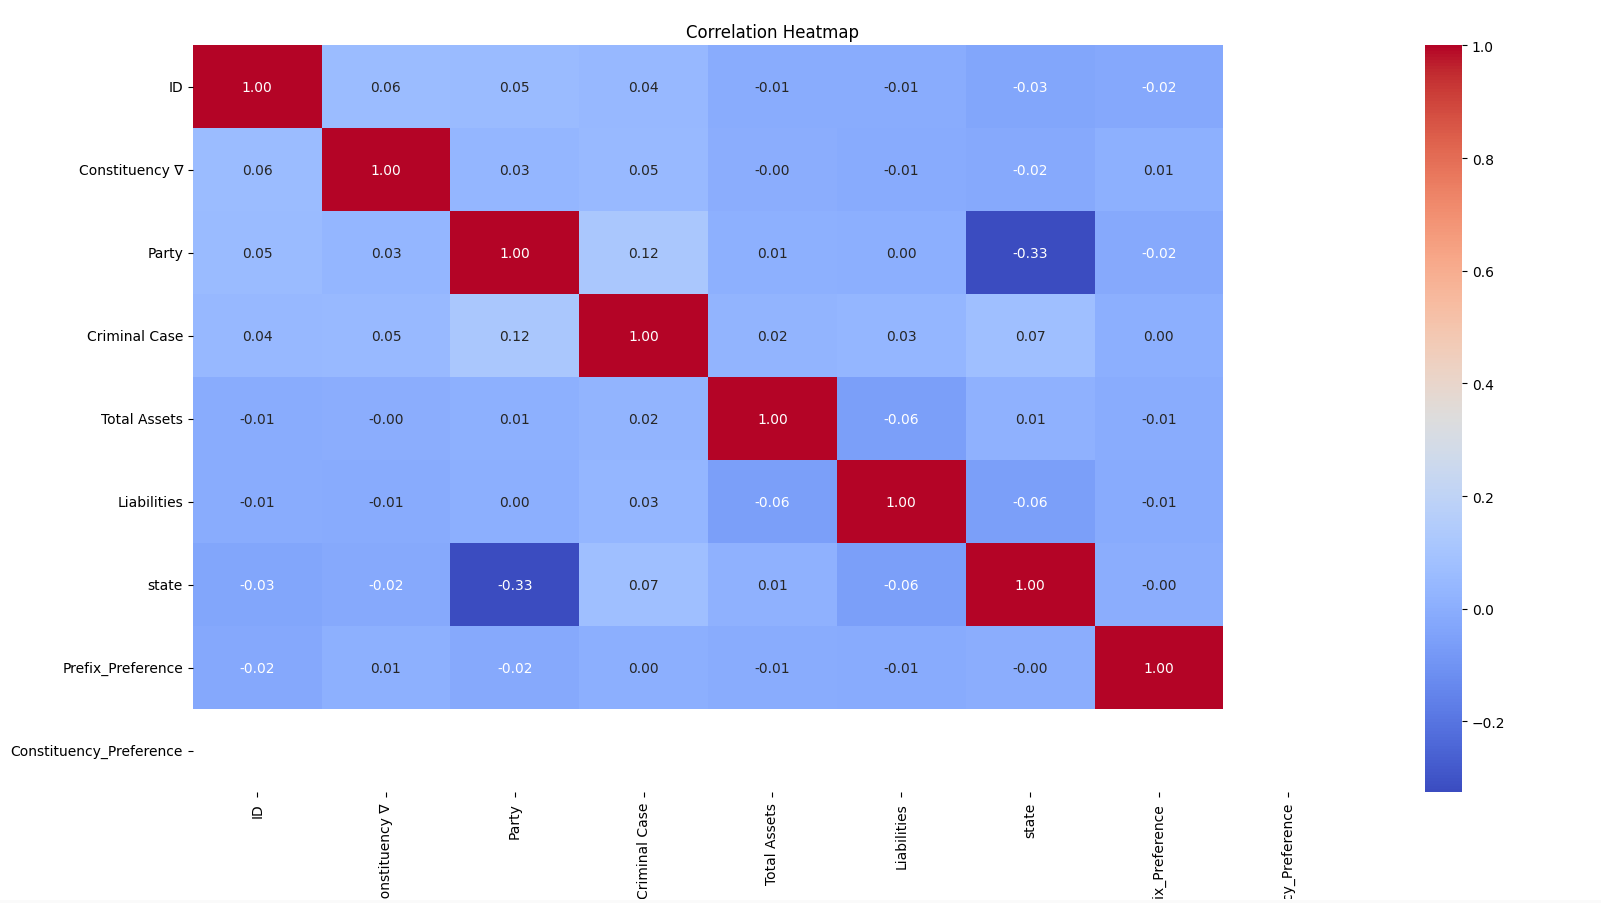 Correlation Heatmap
ID 1.00 0.06 0.05 0.04 -0.01 -0.01 -0.03 -0.02
Constituency ∇ 0.06 1.00 0.03 0.05 -0.00 -0.01 -0.02 0.01
Party 0.05 0.03 1.00 0.12 0.01 0.00 -0.33 -0.02
Criminal Case 0.04 0.05 0.12 1.00 0.02 0.03 0.07 0.00
Total Assets -0.01 -0.00 0.01 0.02 1.00 -0.06 0.01 -0.01
Liabilities -0.01 -0.01 0.00 0.03 -0.06 1.00 -0.06 -0.01
state -0.03 -0.02 -0.33 0.07 0.01 -0.06 1.00 -0.00
Prefix_Preference -0.02 0.01 -0.02 0.00 -0.01 -0.01 -0.00 1.00
Constituency_Preference
ID
onstituency ∇
Party
Criminal Case
Total Assets
Liabilities
state
ix_Preference
cy_Preference
1.0
0.8
0.6
0.4
0.2
0.0
−0.2